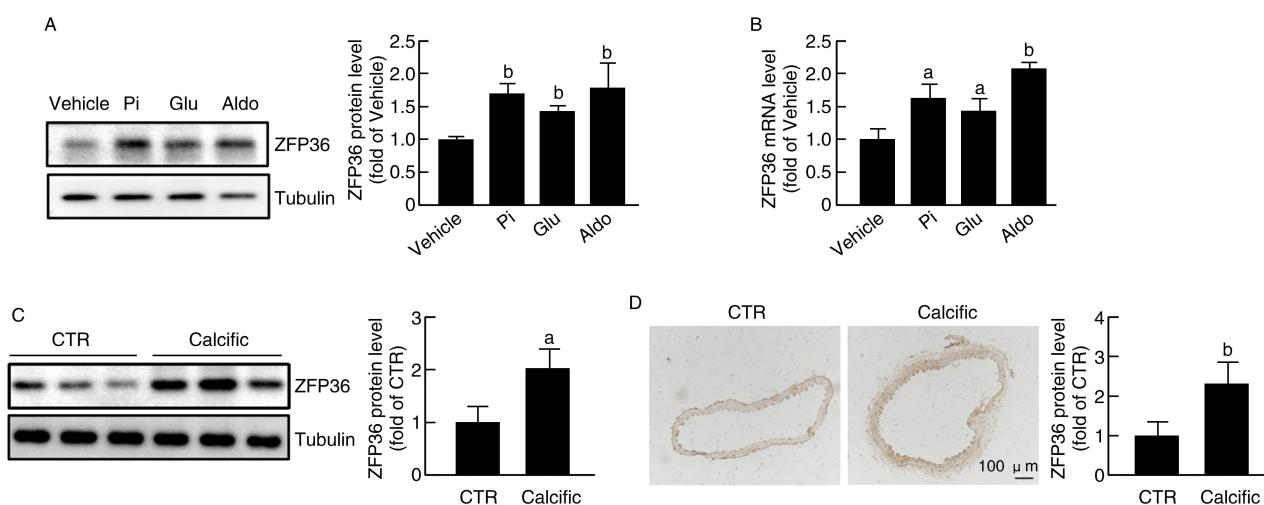 A
Vehicle Pi Glu Aldo
ZFP36
Tubulin
ZFP36 protein level
(fold of Vehicle)
2.5
2.0
1.5
1.0
0.5
0
b
b
b
Vehicle
Pi
Glu
Aldo
B
ZFP36 mRNA level
(fold of Vehicle)
2.5
2.0
1.5
1.0
0.5
0
a
a
b
Vehicle
Pi
Glu
Aldo
C
CTR Calcific
ZFP36
Tubulin
ZFP36 protein level
(fold of CTR)
3
2
1
0
a
CTR Calcific
D
CTR Calcific
100 μm
ZFP36 protein level
(fold of CTR)
4
3
2
1
0
b
CTR Calcific